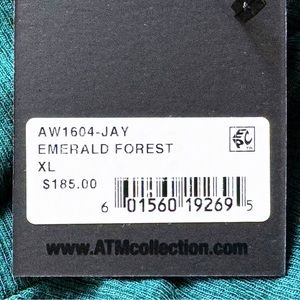 AW1604-JAY
EMERALD FOREST
XL
$185.00
6 01560 19269 5
www.ATMcollection.com